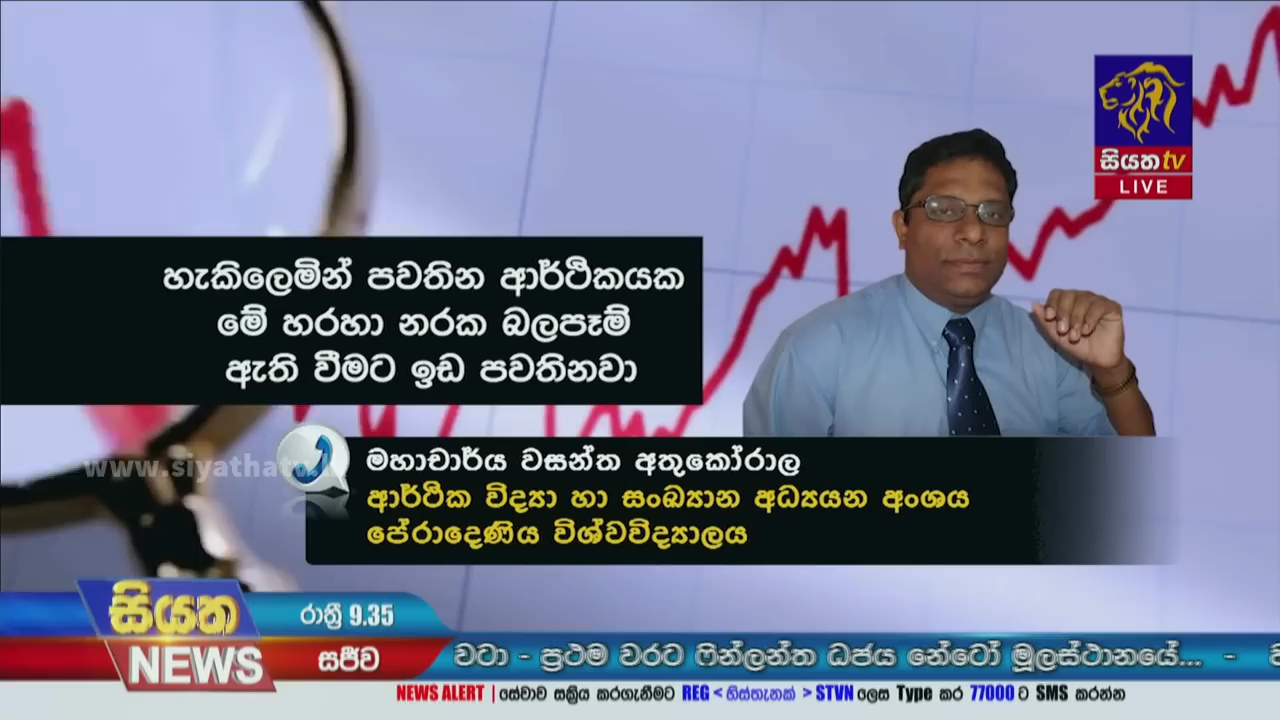 සියත tv
LIVE
හැකිලෙමින් පවතින ආර්ථිකයක
මේ හරහා නරක බලපෑම්
ඇති වීමට ඉඩ පවතිනවා
මහාචාර්ය වසන්ත අතුකෝරාල
ආර්ථික විද්‍යා හා සංඛ්‍යාන අධ්‍යයන අංශය
පේරාදෙණිය විශ්වවිද්‍යාලය
සියත
NEWS
රාත්‍රී 9.35
සජීව
වටා - ප්‍රථම වරට ෆින්ලන්ත ධජය නේටෝ මූලස්ථානයේ... -
NEWS ALERT | සේවාව සක්‍රිය කරගැනීමට REG < හිස්තැනක් > STVN ලෙස Type කර 77000 ට SMS කරන්න